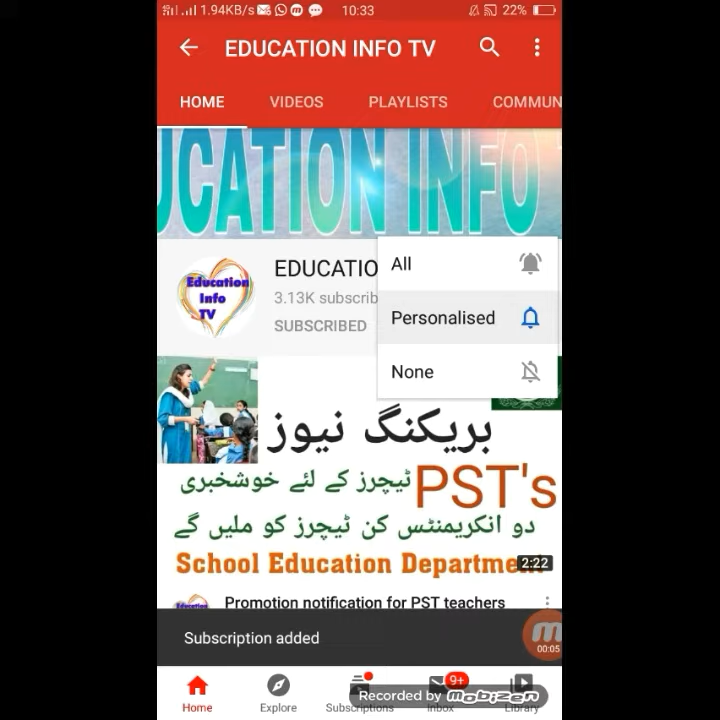 1.94KB/s 10:33 22%
EDUCATION INFO TV
HOME VIDEOS PLAYLISTS COMMUN
UCATION INFO
Education
Info
TV
EDUCATIO
3.13K subscrib
SUBSCRIBED
All
Personalised
None
بریکنگ نیوز
PST's ٹیچرز کے لئے خوشخبری
دو انکریمنٹس کن ٹیچرز کو ملیں گے
School Education Department
2:22
Education
Promotion notification for PST teachers
Subscription added
00:05
9+
Home Explore Subscriptions Inbox Library
Recorded by mobizen